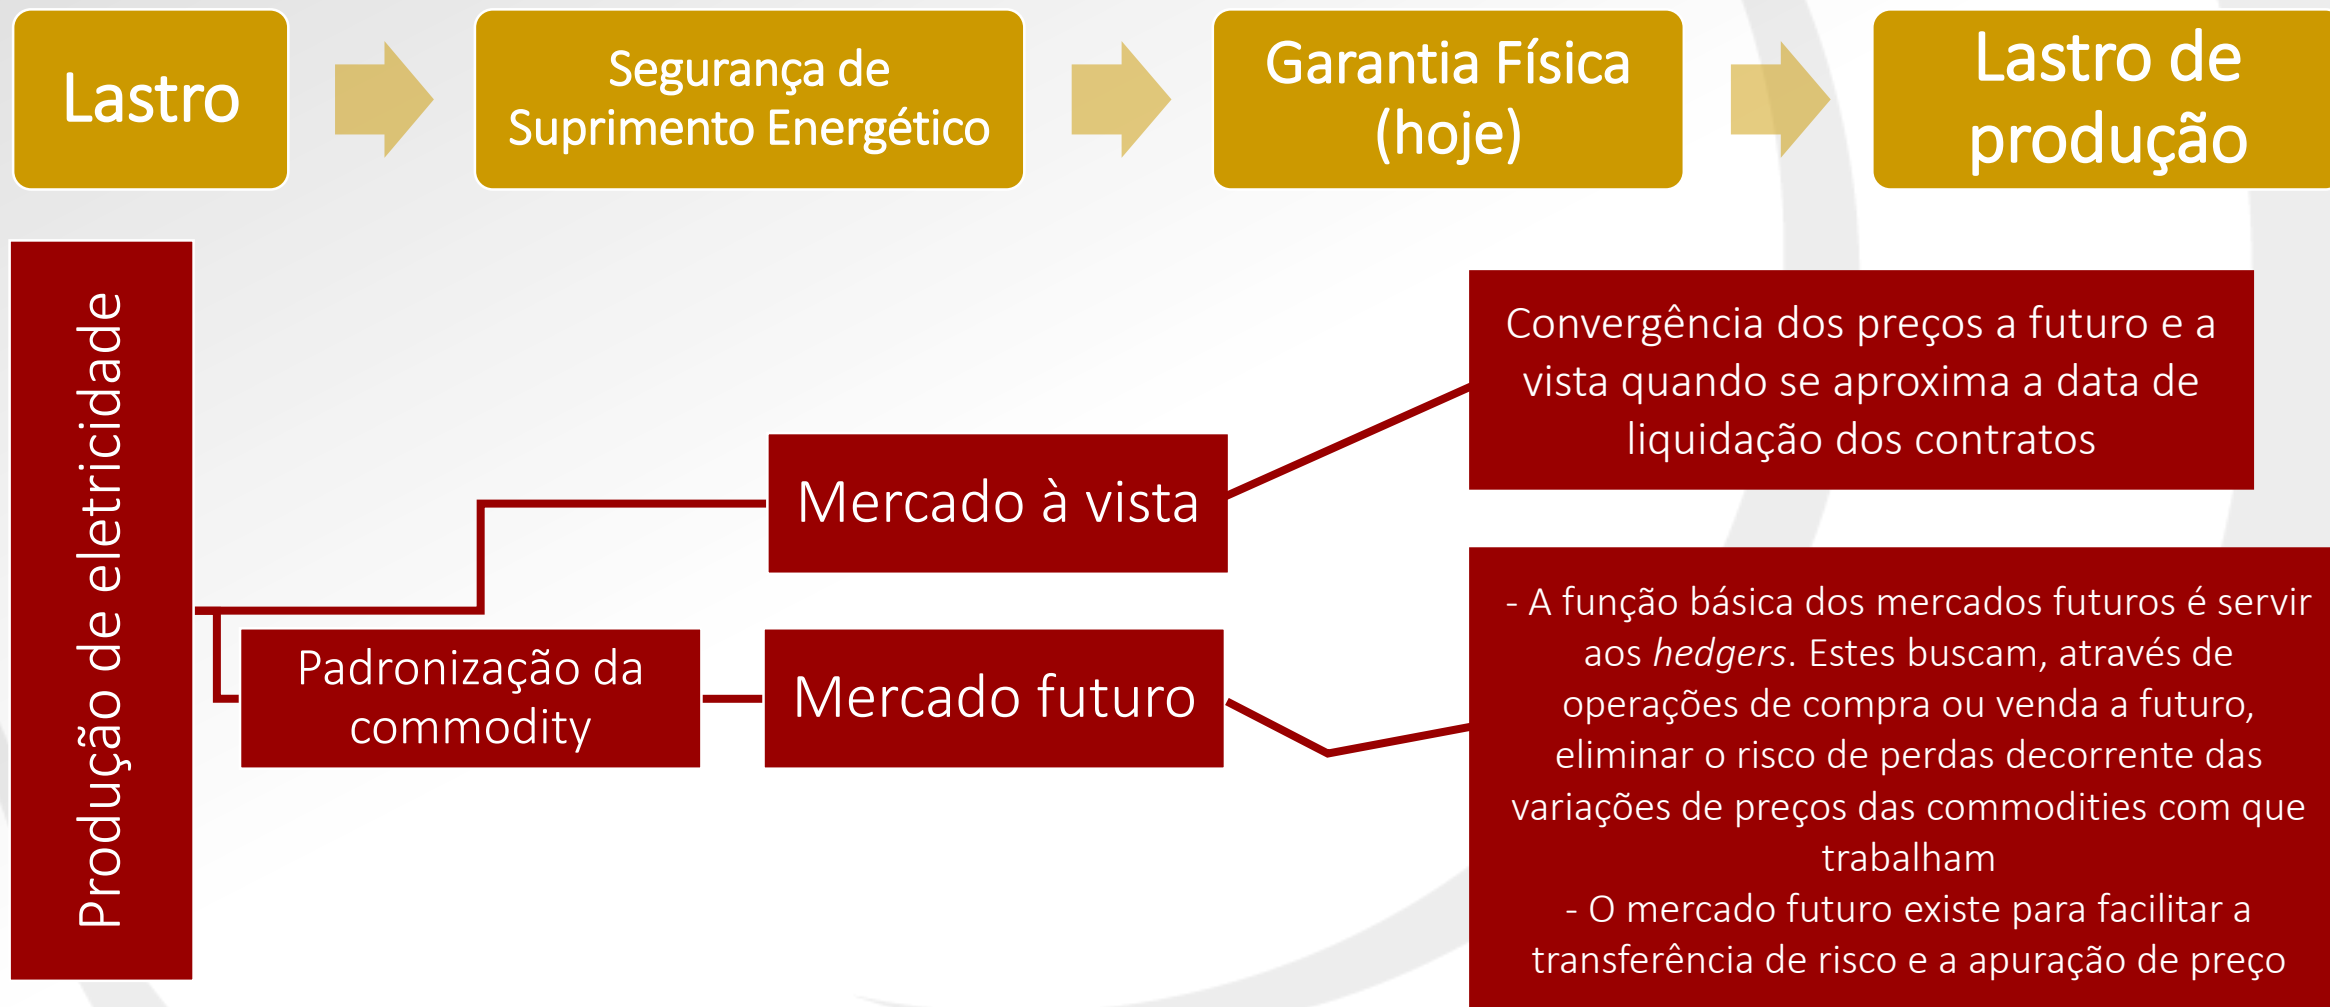 Lastro
Segurança de
Suprimento Energético
Garantia Física
(hoje)
Lastro de
produção
Produção de eletricidade
Mercado à vista
Convergência dos preços a futuro e a
vista quando se aproxima a data de
liquidação dos contratos
Padronização da
commodity
Mercado futuro
- A função básica dos mercados futuros é servir
aos hedgers. Estes buscam, através de
operações de compra ou venda a futuro,
eliminar o risco de perdas decorrente das
variações de preços das commodities com que
trabalham
- O mercado futuro existe para facilitar a
transferência de risco e a apuração de preço